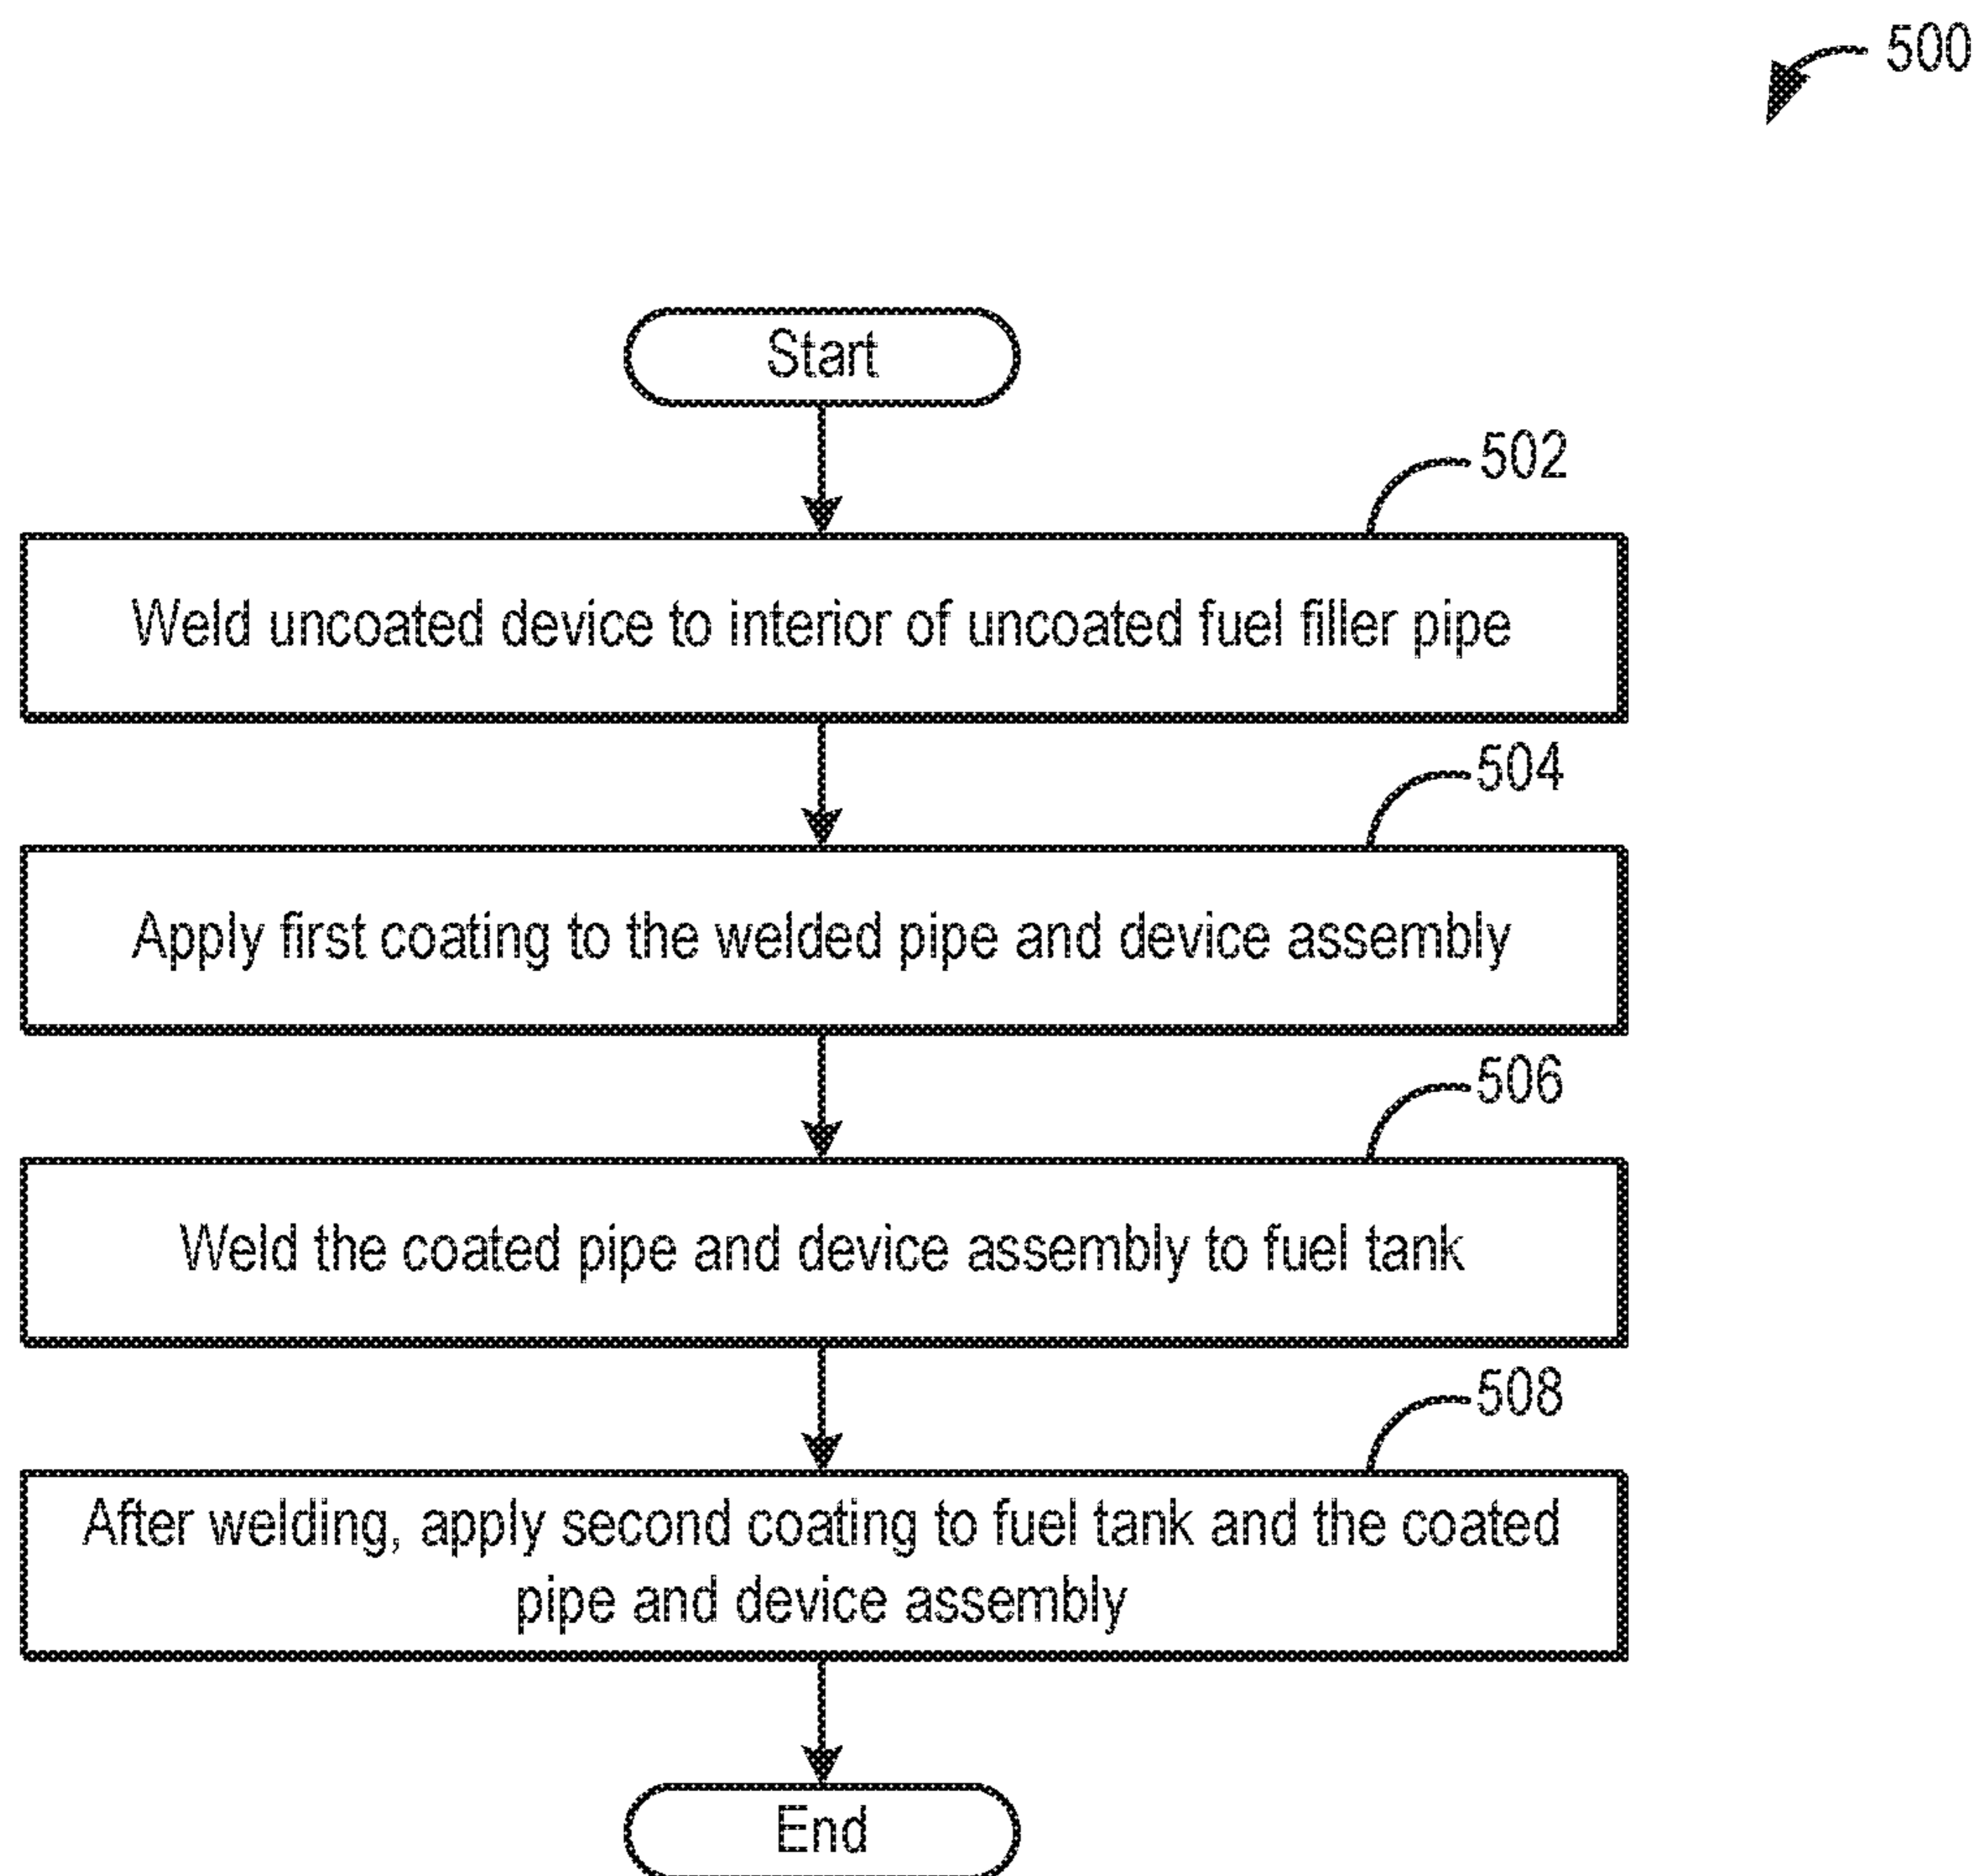 500
Start
502
Weld uncoated device to interior of uncoated fuel filler pipe
504
Apply first coating to the welded pipe and device assembly
506
Weld the coated pipe and device assembly to fuel tank
508
After welding, apply second coating to fuel tank and the coated
pipe and device assembly
End